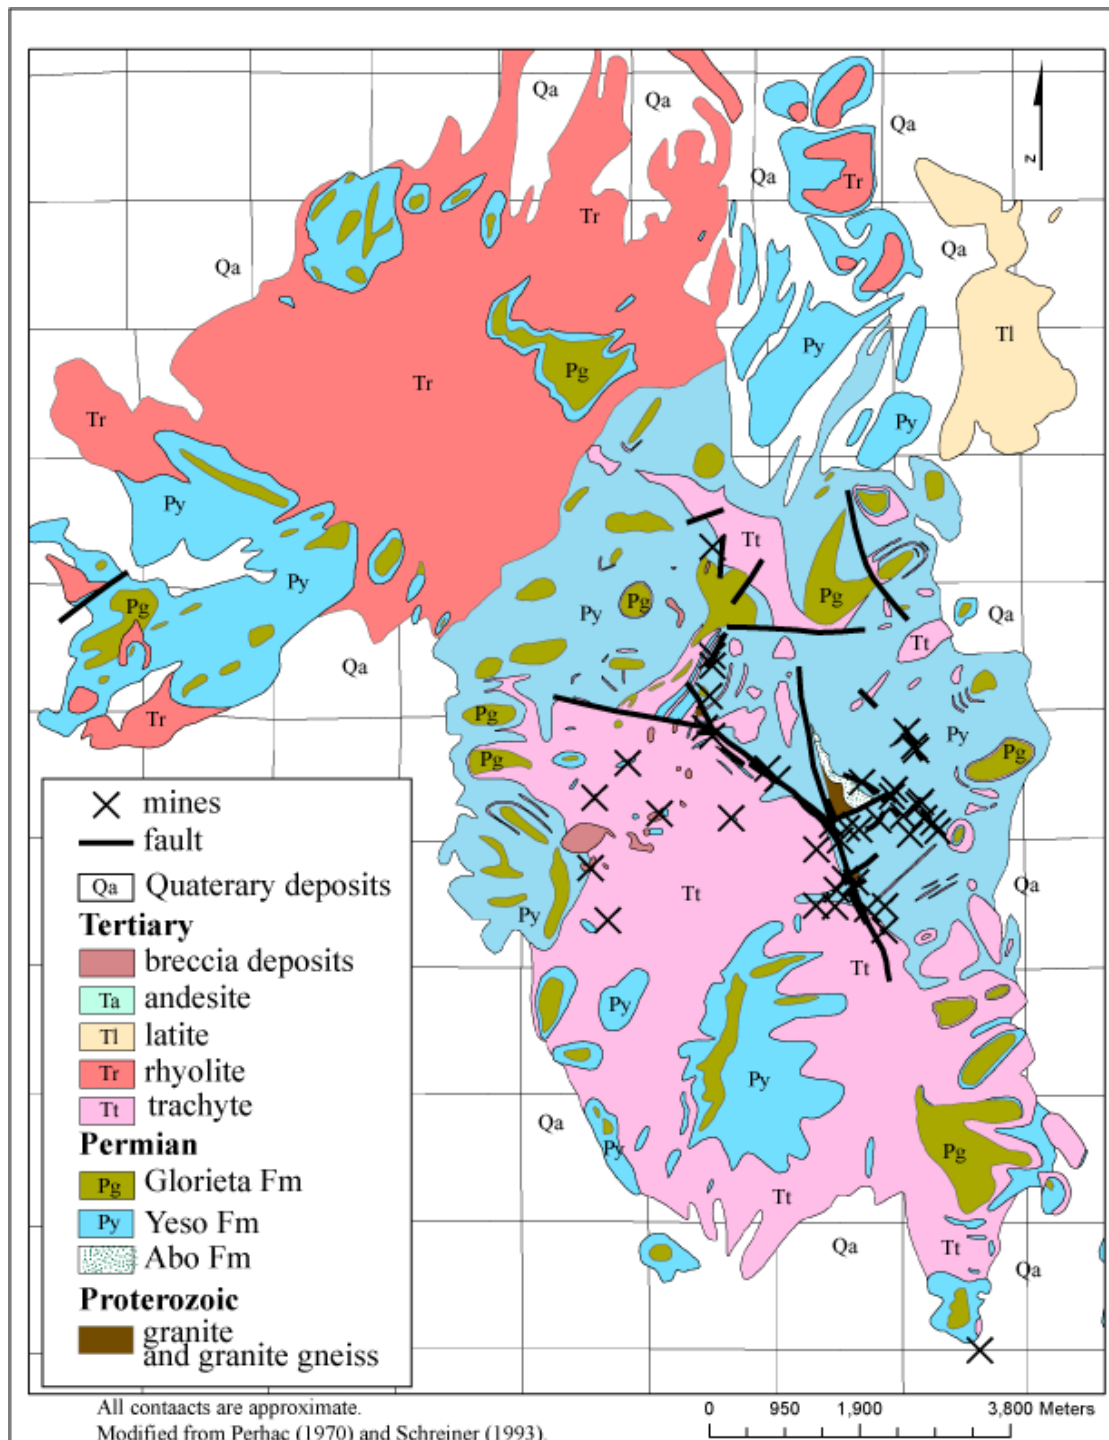 Qa
Qa
Qa
Qa
Tr
z
Tr
Qa
Qa
Tl
Py
Pg
Tr
Tr
Py
Py
Tt
Py
Pg
Py
Pg
Pg
Qa
Tt
Qa
Tr
Pg
Py
Pg
Pg
Tt
Qa
Py
Tt
Py
Py
Qa
Py
Pg
Tt
Qa
Tt
Qa
mines
fault
Qa Quaterary deposits
Tertiary
breccia deposits
Ta andesite
Tl latite
Tr rhyolite
Tt trachyte
Permian
Pg Glorieta Fm
Py Yeso Fm
Abo Fm
Proterozoic
granite
and granite gneiss
All contaacts are approximate.
Modified from Perhac (1970) and Schreiner (1993).
0 950 1,900 3,800 Meters